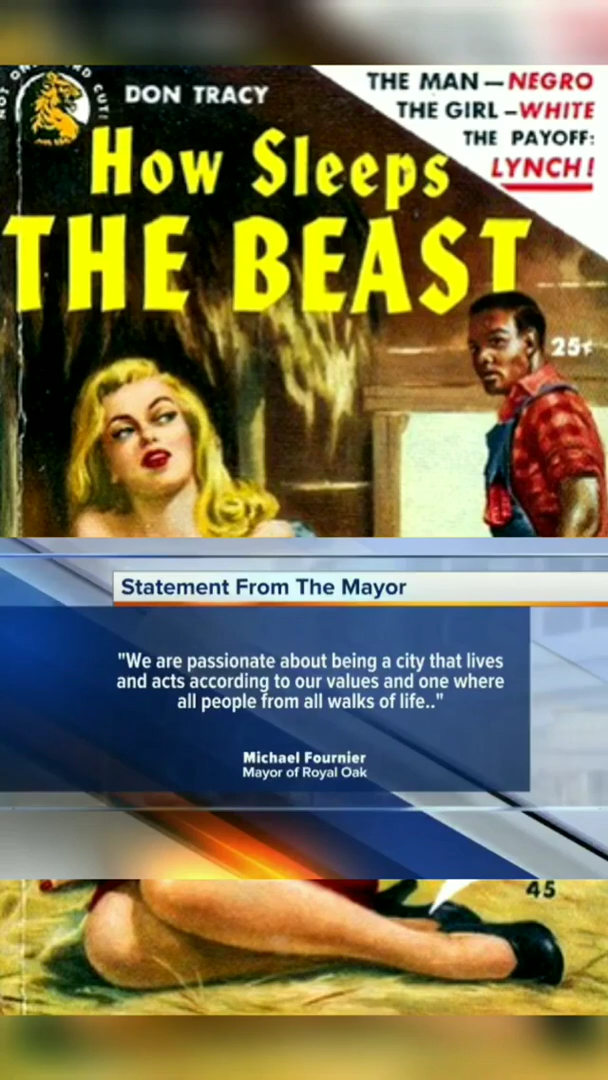 DON TRACY
THE MAN—NEGRO
THE GIRL–WHITE
THE PAYOFF:
LYNCH!
How Sleeps
THE BEAST
25¢
Statement From The Mayor
"We are passionate about being a city that lives
and acts according to our values and one where
all people from all walks of life.."
Michael Fournier
Mayor of Royal Oak
45